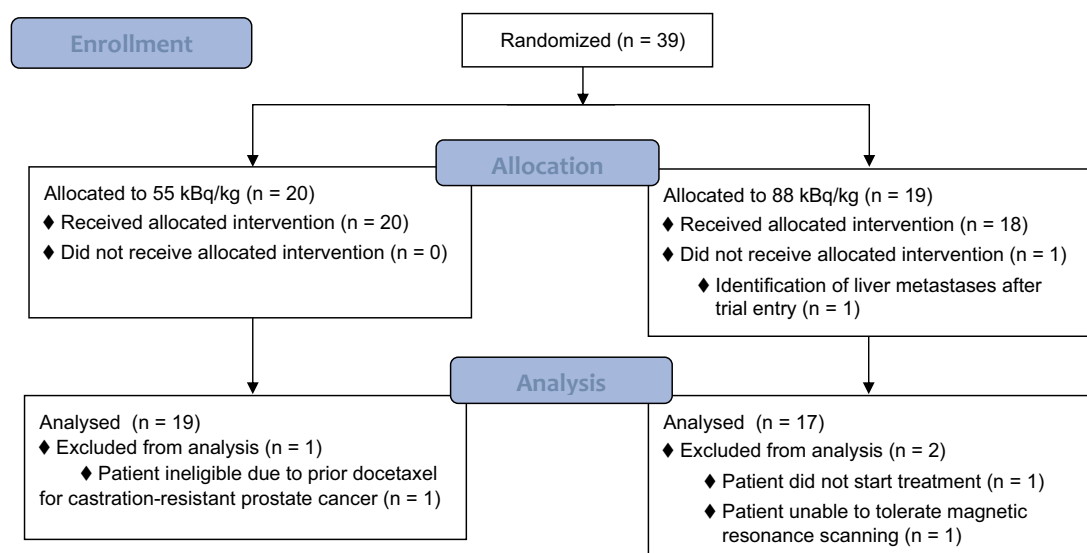 Enrollment
Randomized (n = 39)
Allocation
Allocated to 55 kBq/kg (n = 20)
♦ Received allocated intervention (n = 20)
♦ Did not receive allocated intervention (n = 0)
Allocated to 88 kBq/kg (n = 19)
♦ Received allocated intervention (n = 18)
♦ Did not receive allocated intervention (n = 1)
♦ Identification of liver metastases after
trial entry (n = 1)
Analysis
Analysed (n = 19)
♦ Excluded from analysis (n = 1)
♦ Patient ineligible due to prior docetaxel
for castration-resistant prostate cancer (n = 1)
Analysed (n = 17)
♦ Excluded from analysis (n = 2)
♦ Patient did not start treatment (n = 1)
♦ Patient unable to tolerate magnetic
resonance scanning (n = 1)